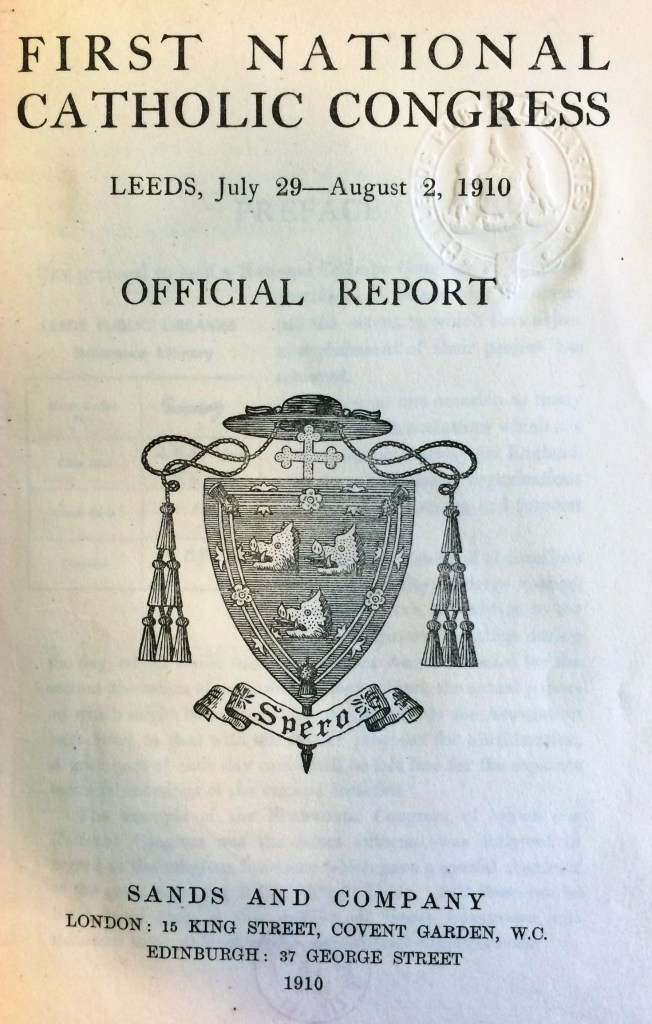 FIRST NATIONAL
CATHOLIC CONGRESS
LEEDS, July 29—August 2, 1910
OFFICIAL REPORT
Spero
SANDS AND COMPANY
LONDON: 15 KING STREET, COVENT GARDEN, W.C.
EDINBURGH: 37 GEORGE STREET
1910